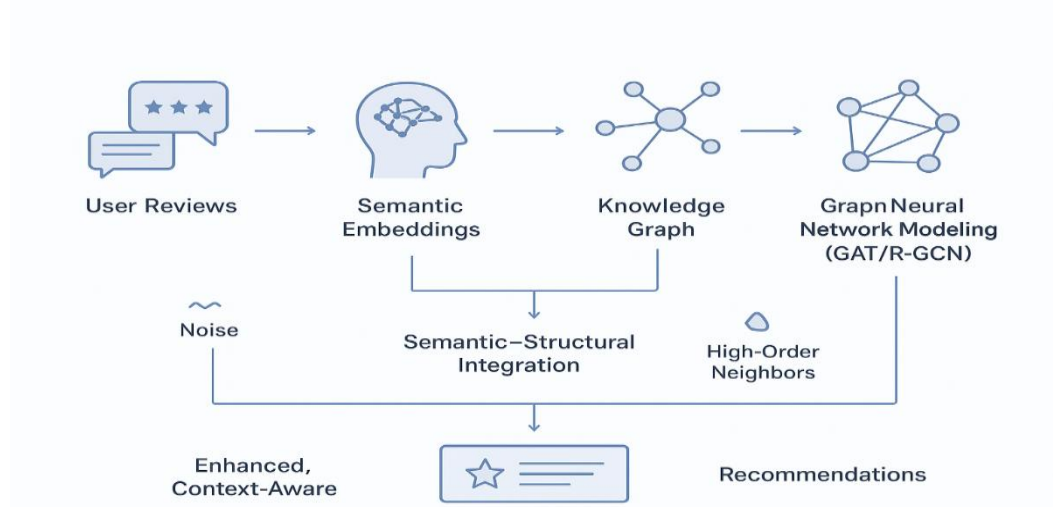 User Reviews
Semantic
Embeddings
Knowledge
Graph
Grapn Neural
Network Modeling
(GAT/R-GCN)
Noise
Semantic–Structural
Integration
High-Order
Neighbors
Enhanced,
Context-Aware
Recommendations